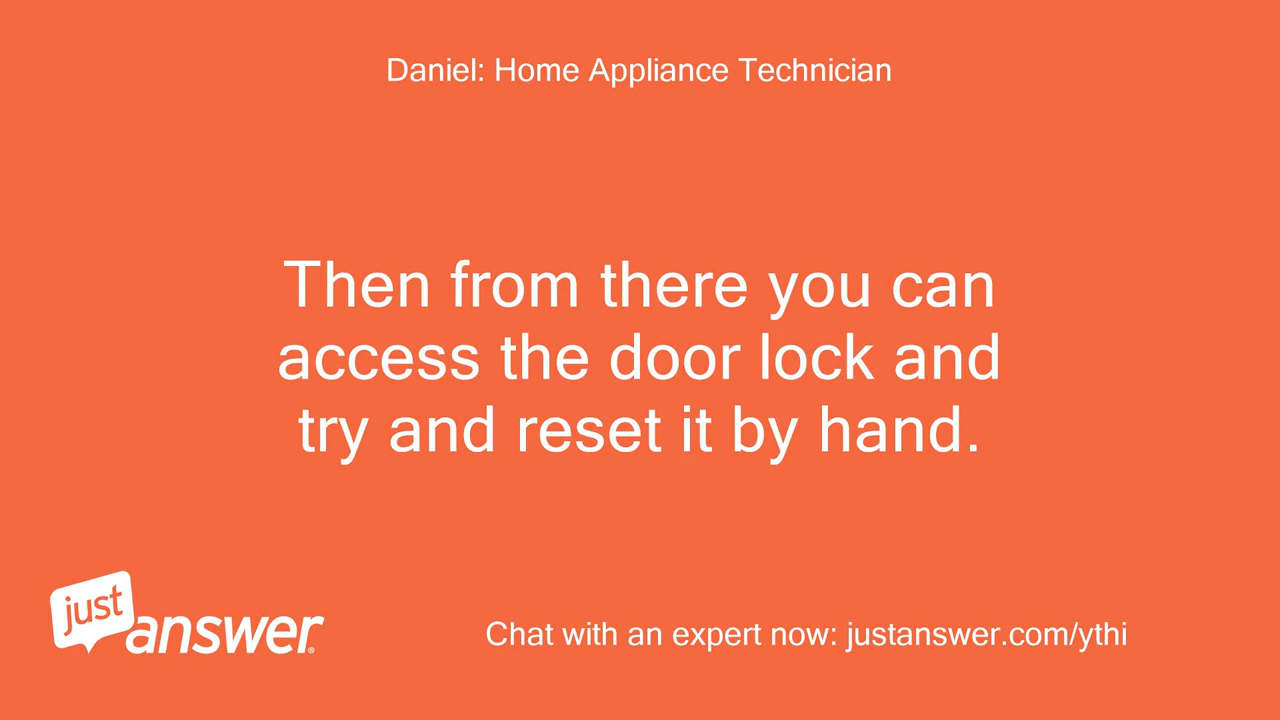 Daniel: Home Appliance Technician
Then from there you can
access the door lock and
try and reset it by hand.
just
answer®
Chat with an expert now: justanswer.com/ythi